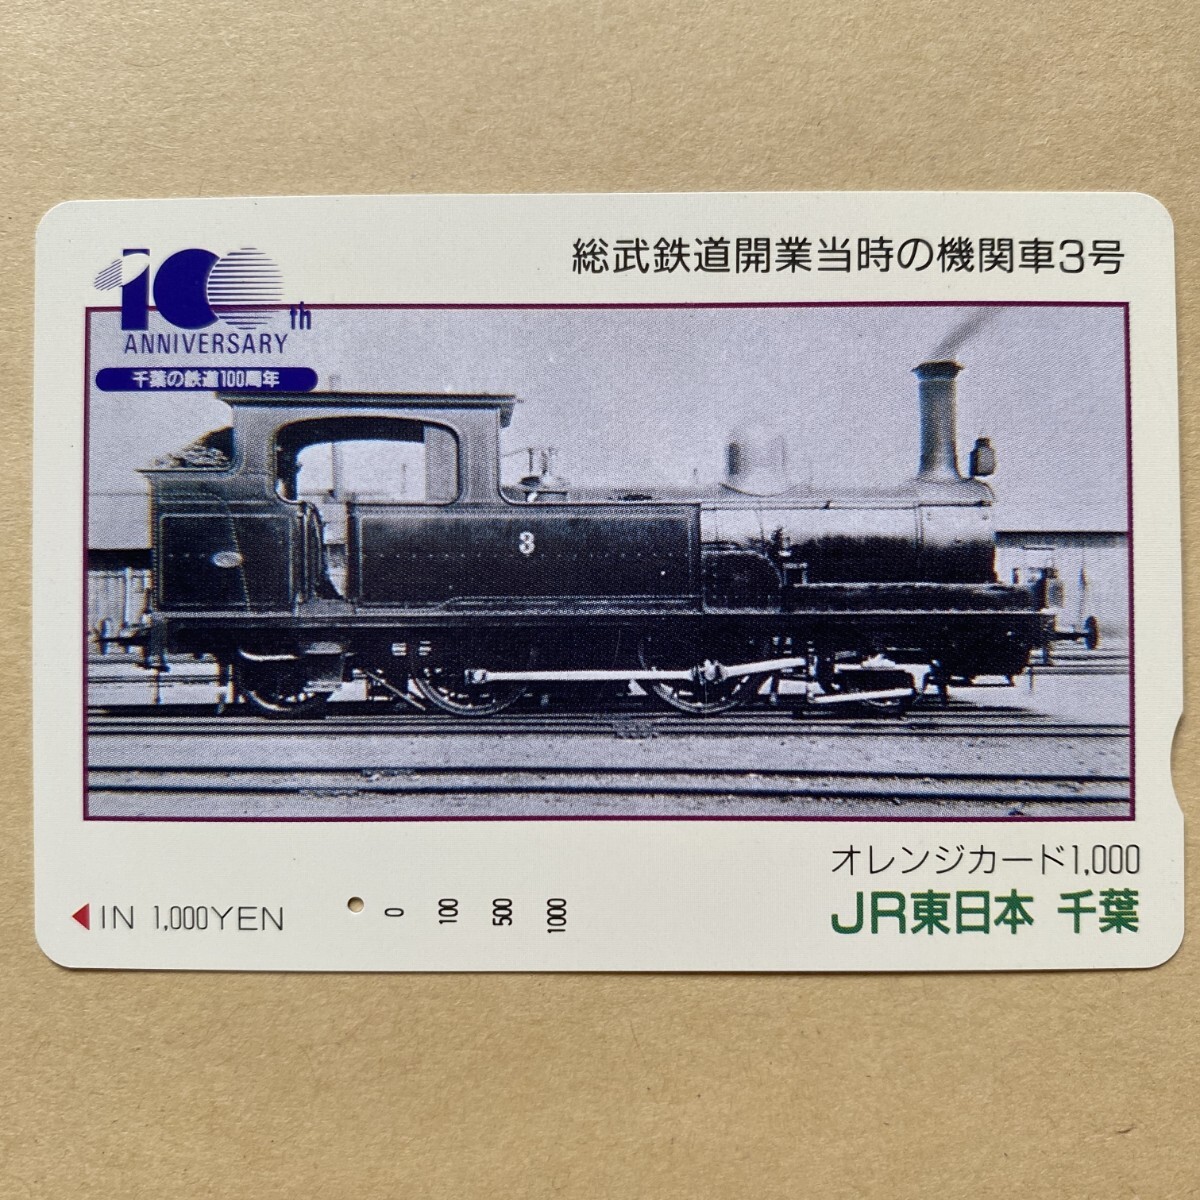 総武鉄道開業当時の機関車3号
100th
ANNIVERSARY
千葉の鉄道100周年
3
オレンジカード1,000
IN 1,000YEN
0 100 500 1000
JR東日本 千葉